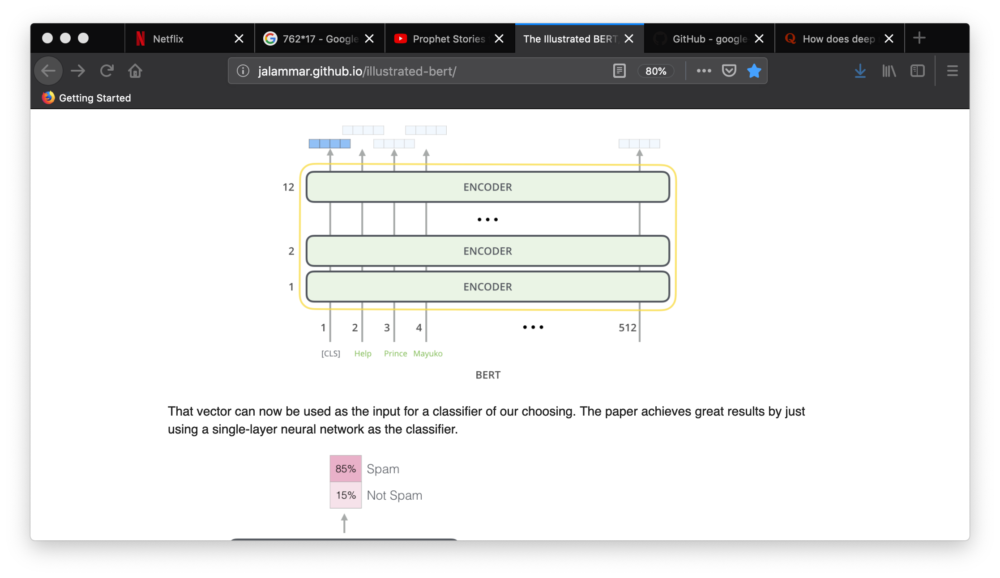 Netflix
762*17 - Google
Prophet Stories
The Illustrated BERT,
GitHub - google-
How does deep
jalammar.github.io/illustrated-bert/
80%
Getting Started
12 ENCODER
...
2 ENCODER
1 ENCODER
1 2 3 4 ... 512
[CLS] Help Prince Mayuko
BERT
That vector can now be used as the input for a classifier of our choosing. The paper achieves great results by just
using a single-layer neural network as the classifier.
85% Spam
15% Not Spam